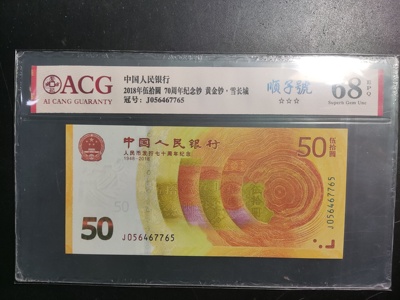 ACG
AI CANG GUARANTY
中国人民银行
2018年伍拾圆 70周年纪念钞 黄金钞·雪长城
冠号: J056467765
順子號
☆☆☆
68 EPQ
Superb Gem Unc
中国人民银行
人民币发行七十周年纪念
1948-2018
50
伍拾圆
50
J056467765
J056467765